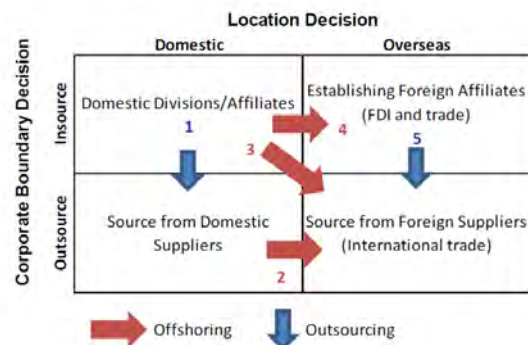 Location Decision
Domestic
Overseas
Corporate Boundary Decision
Insource
Domestic Divisions/Affiliates
1
3
4
Establishing Foreign Affiliates
(FDI and trade)
5
Outsource
Source from Domestic
Suppliers
2
Source from Foreign Suppliers
(International trade)
Offshoring
Outsourcing